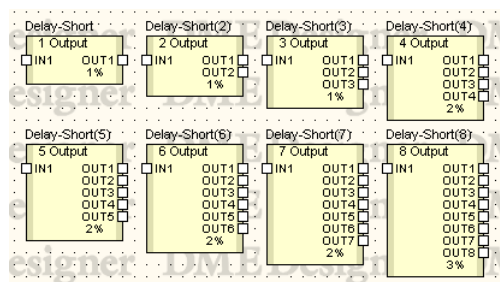 Delay-Short
1 Output
IN1 OUT1
1%
Delay-Short(2)
2 Output
IN1 OUT1
OUT2
1%
Delay-Short(3)
3 Output
IN1 OUT1
OUT2
OUT3
1%
Delay-Short(4)
4 Output
IN1 OUT1
OUT2
OUT3
OUT4
2%
Delay-Short(5)
5 Output
IN1 OUT1
OUT2
OUT3
OUT4
OUT5
2%
Delay-Short(6)
6 Output
IN1 OUT1
OUT2
OUT3
OUT4
OUT5
OUT6
2%
Delay-Short(7)
7 Output
IN1 OUT1
OUT2
OUT3
OUT4
OUT5
OUT6
OUT7
2%
Delay-Short(8)
8 Output
IN1 OUT1
OUT2
OUT3
OUT4
OUT5
OUT6
OUT7
OUT8
3%
esigner DME Designer